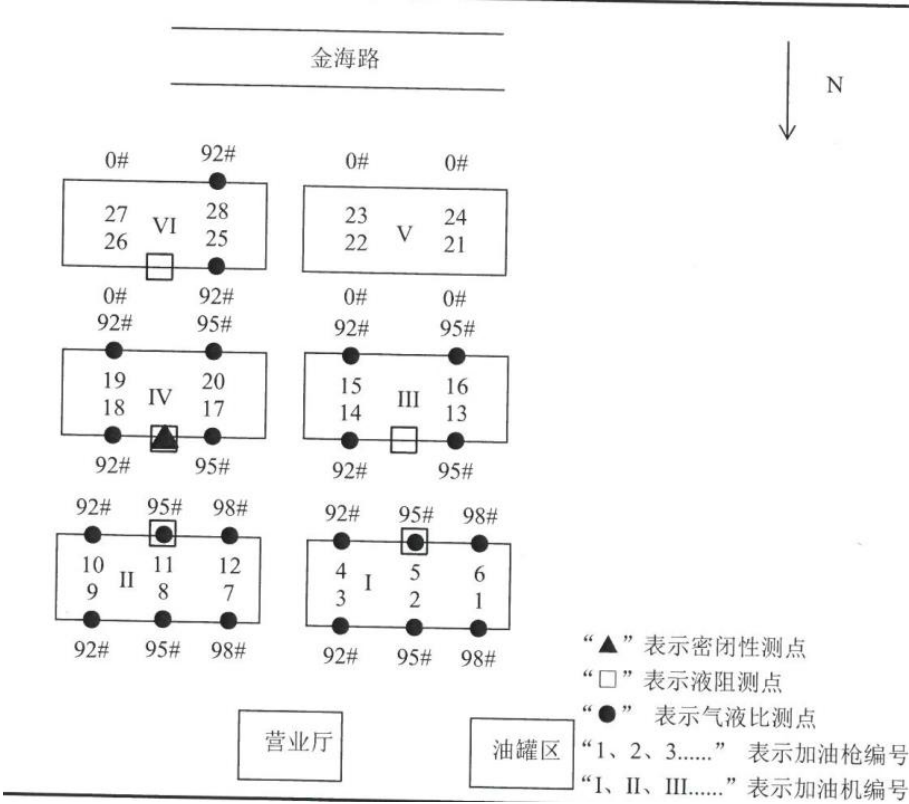 金海路
N
0# 92# 0# 0#
27 VI 28 23 V 24
26 25 22 21
0# 92# 0# 0#
92# 95# 92# 95#
19 IV 20 15 III 16
18 17 14 13
92# 95# 92# 95#
92# 95# 98# 92# 95# 98#
10 II 11 12 4 I 5 6
9 8 7 3 2 1
92# 95# 98# 92# 95# 98#
“▲”表示密闭性测点
“□”表示液阻测点
“●” 表示气液比测点
营业厅 油罐区 “1、2、3......” 表示加油枪编号
“I、II、III......”表示加油机编号